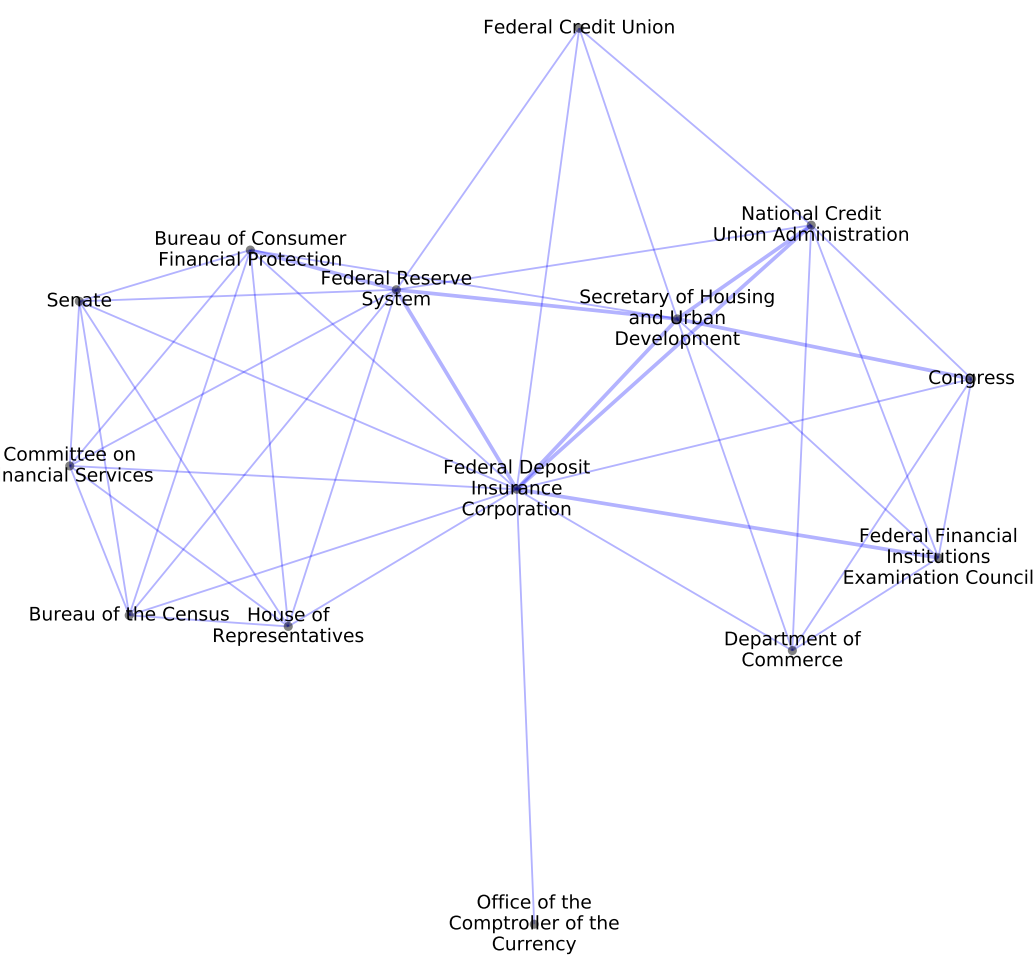 Federal Credit Union
National Credit
Union Administration
Bureau of Consumer
Financial Protection
Federal Reserve
System
Senate
Secretary of Housing
and Urban
Development
Congress
Committee on
nancial Services
Federal Deposit
Insurance
Corporation
Federal Financial
Institutions
Examination Council
Bureau of the Census
House of
Representatives
Department of
Commerce
Office of the
Comptroller of the
Currency